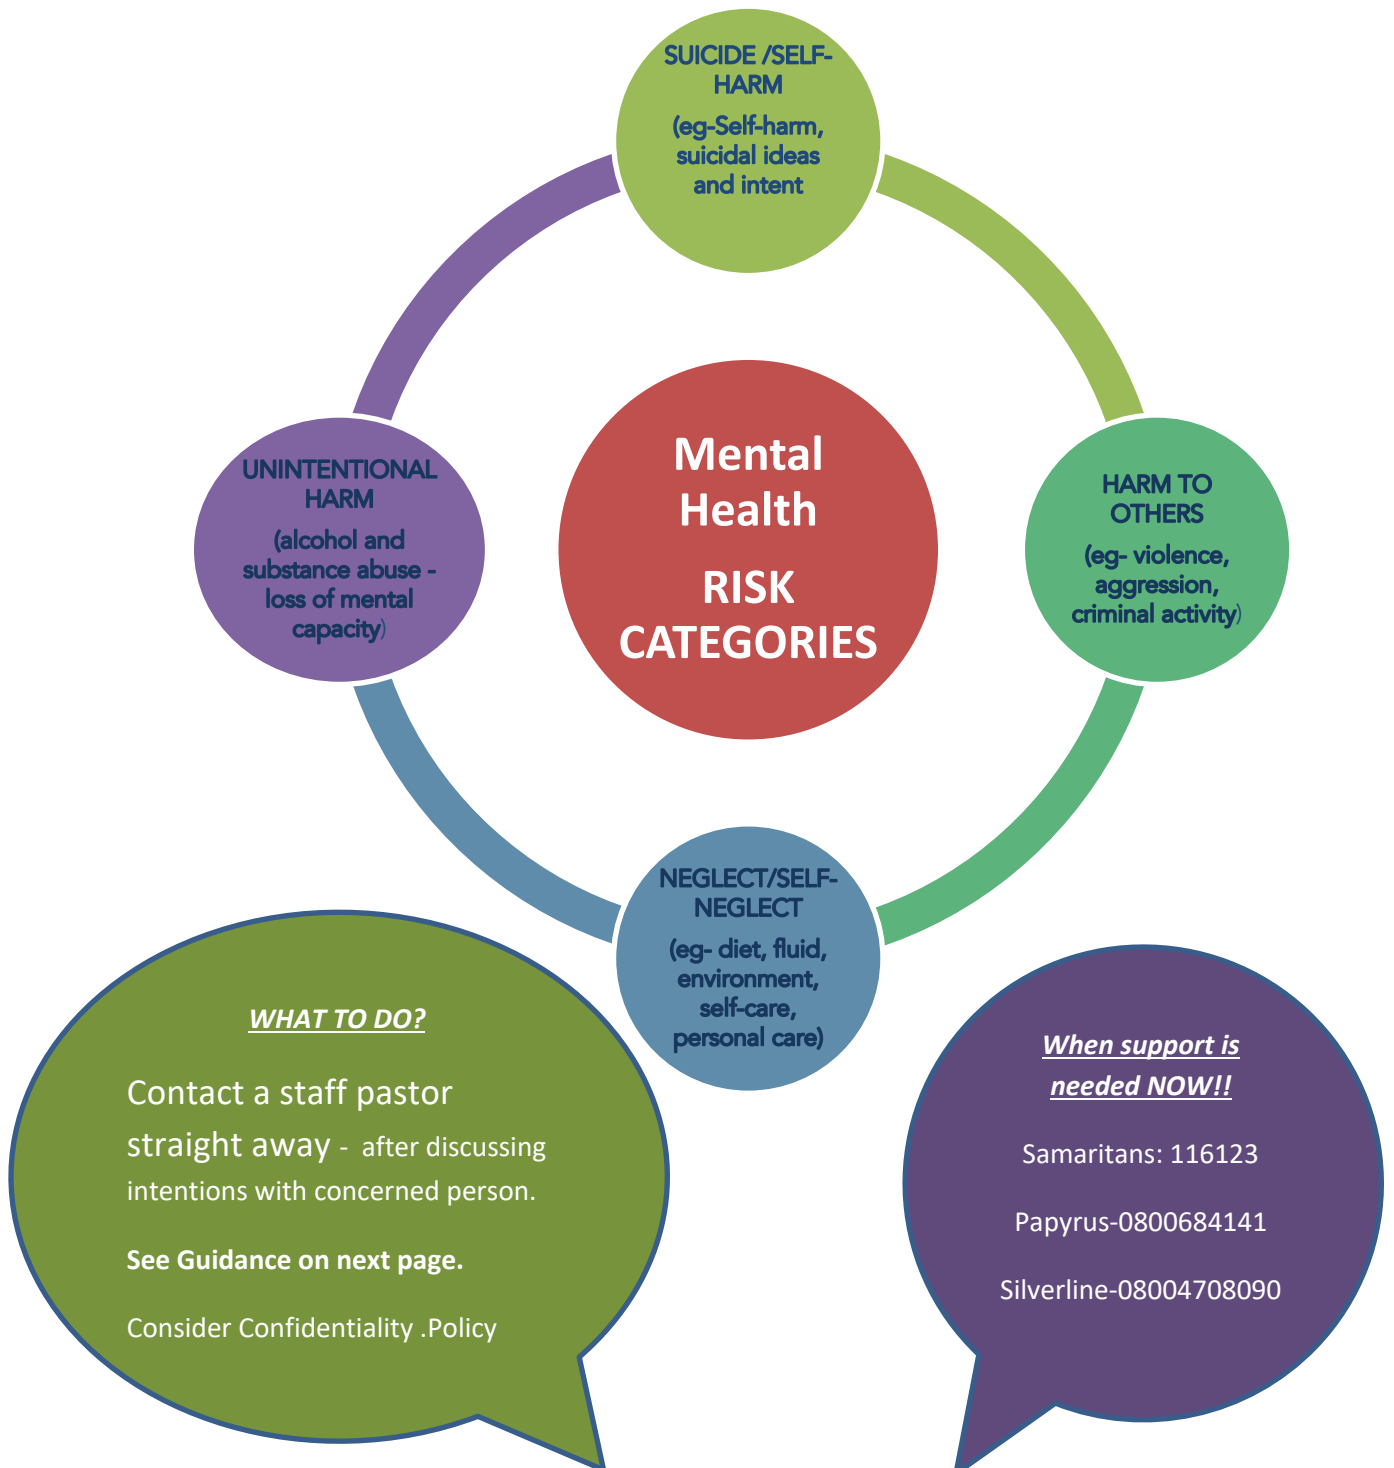 SUICIDE /SELF-
HARM
(eg-Self-harm,
suicidal ideas
and intent
UNINTENTIONAL
HARM
(alcohol and
substance abuse -
loss of mental
capacity)
Mental
Health
RISK
CATEGORIES
HARM TO
OTHERS
(eg- violence,
aggression,
criminal activity)
NEGLECT/SELF-
NEGLECT
(eg- diet, fluid,
environment,
self-care,
personal care)
WHAT TO DO?
Contact a staff pastor
straight away - after discussing
intentions with concerned person.
See Guidance on next page.
Consider Confidentiality .Policy
When support is
needed NOW!!
Samaritans: 116123
Papyrus-0800684141
Silverline-08004708090